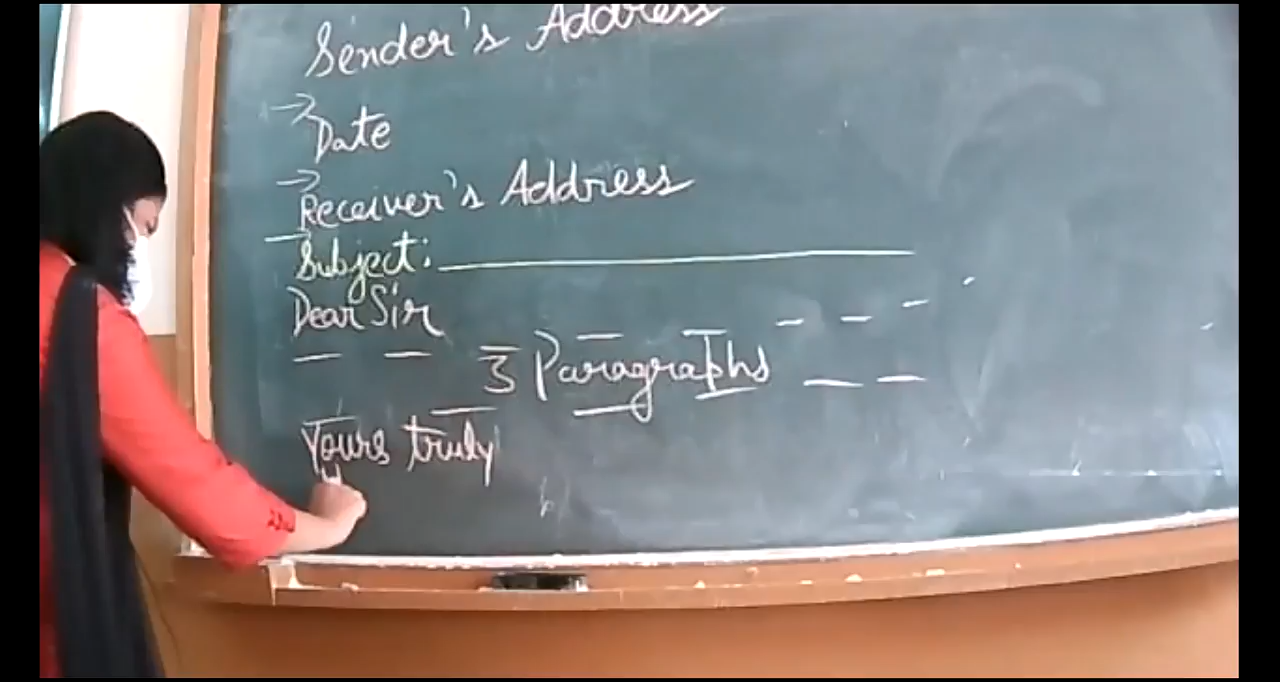 Sender's Address
→ Date
→ Receiver's Address
Subject:
Dear Sir
3 Paragraphs
Yours truly